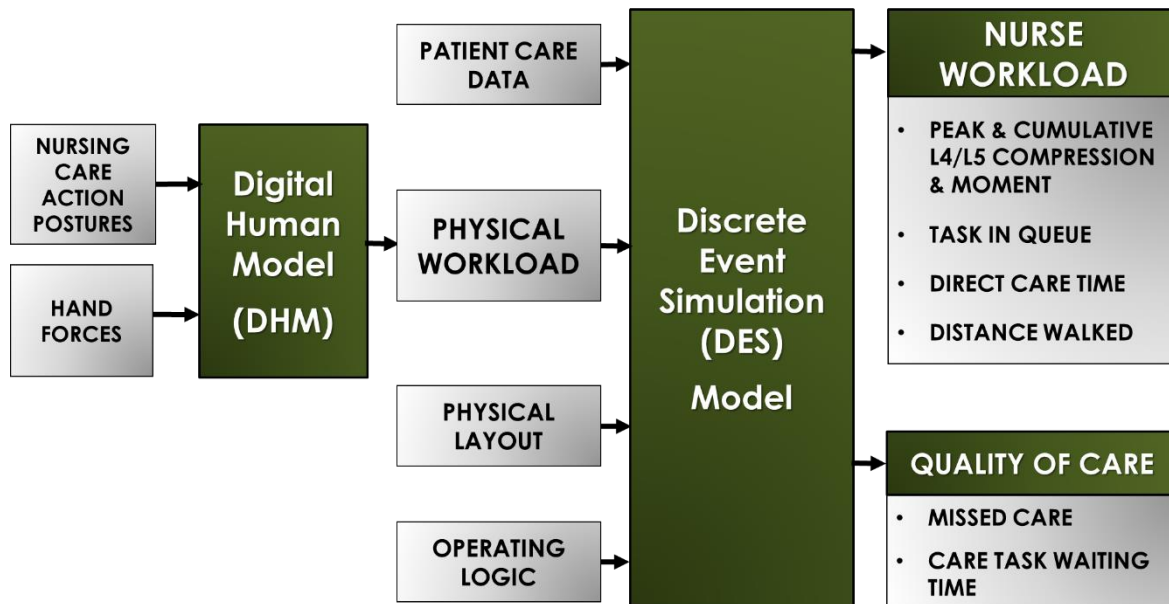 NURSING
CARE
ACTION
POSTURES
HAND
FORCES
Digital
Human
Model
(DHM)
PATIENT CARE
DATA
PHYSICAL
WORKLOAD
PHYSICAL
LAYOUT
OPERATING
LOGIC
Discrete
Event
Simulation
(DES)
Model
NURSE
WORKLOAD
• PEAK & CUMULATIVE
L4/L5 COMPRESSION
& MOMENT
• TASK IN QUEUE
• DIRECT CARE TIME
• DISTANCE WALKED
QUALITY OF CARE
• MISSED CARE
• CARE TASK WAITING
TIME